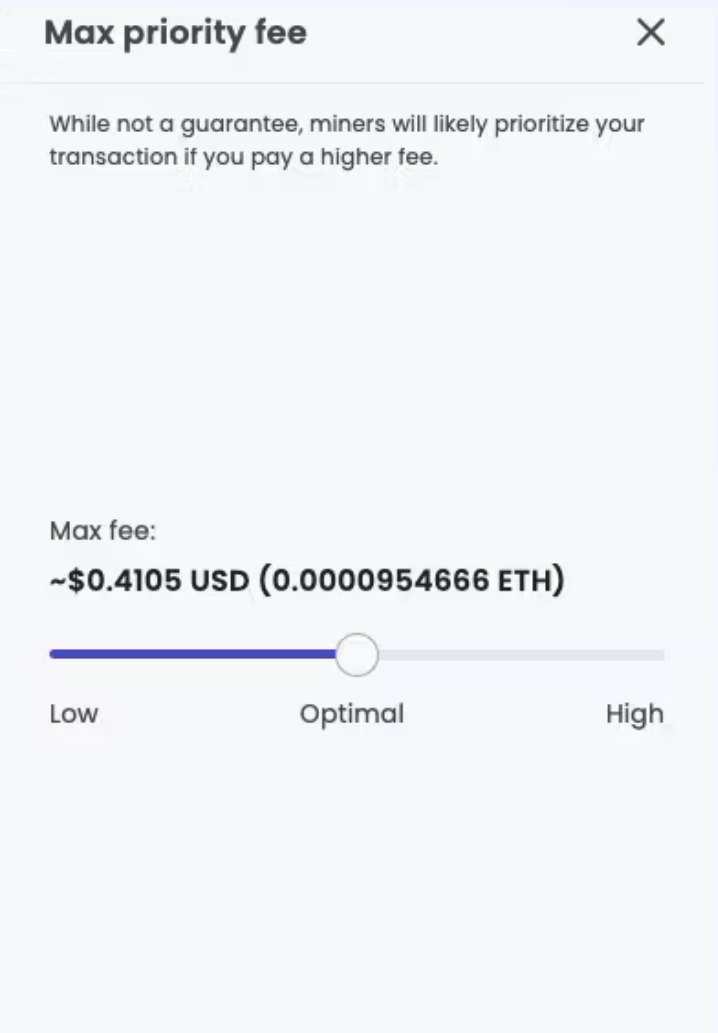 Max priority fee
While not a guarantee, miners will likely prioritize your
transaction if you pay a higher fee.
Max fee:
~$0.4105 USD (0.0000954666 ETH)
Low Optimal High